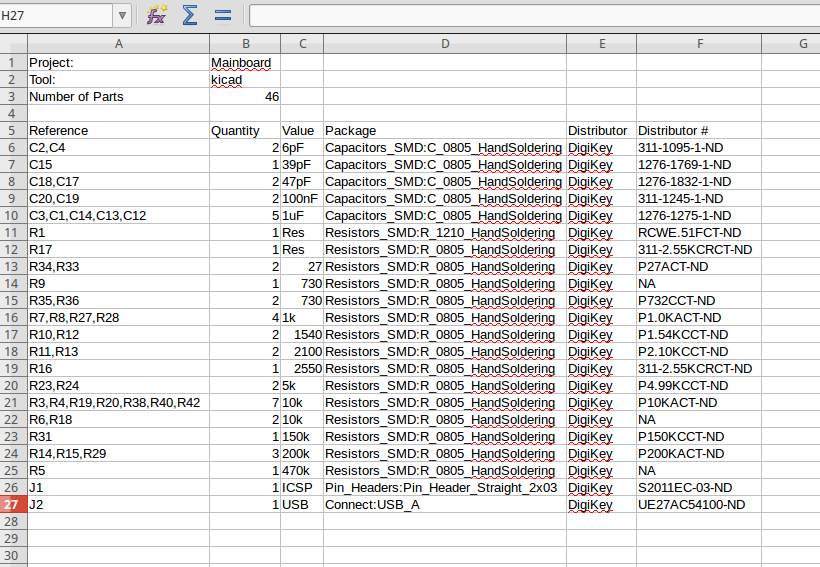 H27
fx Σ =
A B C D E F G
1 Project: Mainboard
2 Tool: kicad
3 Number of Parts 46
4
5 Reference Quantity Value Package Distributor Distributor #
6 C2,C4 2 6pF Capacitors_SMD:C_0805_HandSoldering DigiKey 311-1095-1-ND
7 C15 1 39pF Capacitors_SMD:C_0805_HandSoldering DigiKey 1276-1769-1-ND
8 C18,C17 2 47pF Capacitors_SMD:C_0805_HandSoldering DigiKey 1276-1832-1-ND
9 C20,C19 2 100nF Capacitors_SMD:C_0805_HandSoldering DigiKey 311-1245-1-ND
10 C3,C1,C14,C13,C12 5 1uF Capacitors_SMD:C_0805_HandSoldering DigiKey 1276-1275-1-ND
11 R1 1 Res Resistors_SMD:R_1210_HandSoldering DigiKey RCWE.51FCT-ND
12 R17 1 Res Resistors_SMD:R_0805_HandSoldering DigiKey 311-2.55KCRCT-ND
13 R34,R33 2 27 Resistors_SMD:R_0805_HandSoldering DigiKey P27ACT-ND
14 R9 1 730 Resistors_SMD:R_0805_HandSoldering DigiKey NA
15 R35,R36 2 730 Resistors_SMD:R_0805_HandSoldering DigiKey P732CCT-ND
16 R7,R8,R27,R28 4 1k Resistors_SMD:R_0805_HandSoldering DigiKey P1.0KACT-ND
17 R10,R12 2 1540 Resistors_SMD:R_0805_HandSoldering DigiKey P1.54KCCT-ND
18 R11,R13 2 2100 Resistors_SMD:R_0805_HandSoldering DigiKey P2.10KCCT-ND
19 R16 1 2550 Resistors_SMD:R_0805_HandSoldering DigiKey 311-2.55KCRCT-ND
20 R23,R24 2 5k Resistors_SMD:R_0805_HandSoldering DigiKey P4.99KCCT-ND
21 R3,R4,R19,R20,R38,R40,R42 7 10k Resistors_SMD:R_0805_HandSoldering DigiKey P10KACT-ND
22 R6,R18 2 10k Resistors_SMD:R_0805_HandSoldering DigiKey NA
23 R31 1 150k Resistors_SMD:R_0805_HandSoldering DigiKey P150KCCT-ND
24 R14,R15,R29 3 200k Resistors_SMD:R_0805_HandSoldering DigiKey P200KACT-ND
25 R5 1 470k Resistors_SMD:R_0805_HandSoldering DigiKey NA
26 J1 1 ICSP Pin_Headers:Pin_Header_Straight_2x03 DigiKey S2011EC-03-ND
27 J2 1 USB Connect:USB_A DigiKey UE27AC54100-ND
28
29
30